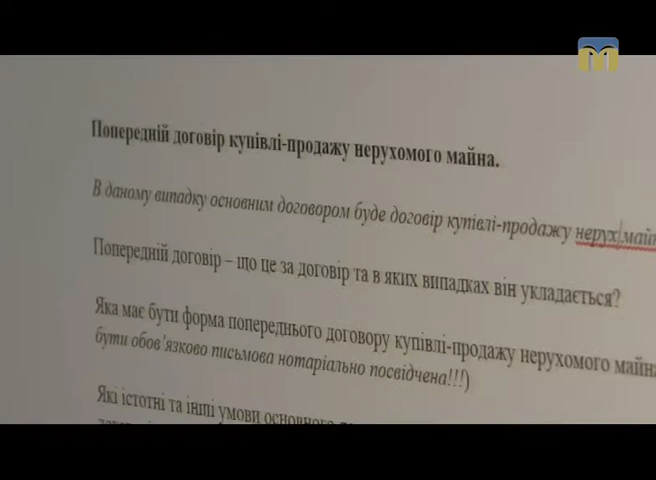 Попередній договір купівлі-продажу нерухомого майна.
В даному випадку основним договором буде договір купівлі-продажу нерух майн
Попередній договір – що це за договір та в яких випадках він укладається?
Яка має бути форма попереднього договору купівлі-продажу нерухомого майна
бути обов’язково письмова нотаріально посвідчена!!!)
Які істотні та інші умови основного